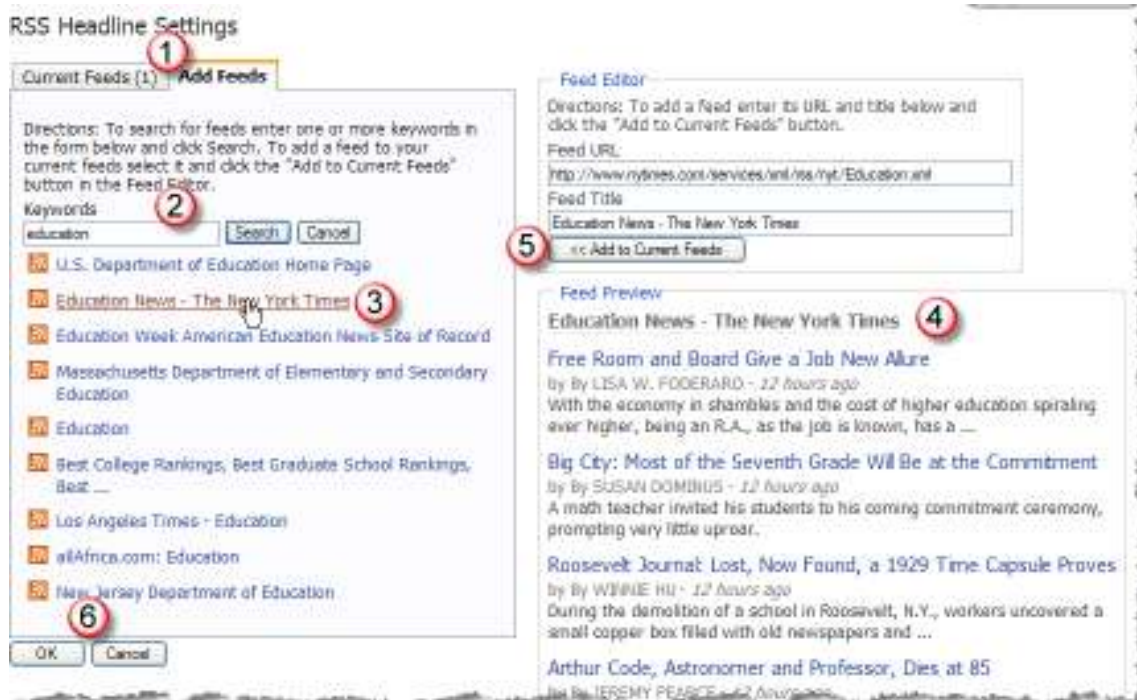 RSS Headline Settings
1
Current Feeds (1)
Add Feeds
Directions: To search for feeds enter one or more keywords in
the form below and click Search. To add a feed to your
current feeds select it and click the "Add to Current Feeds"
button in the Feed Editor.
2
Keywords
education
Search
Cancel
U.S. Department of Education Home Page
Education News - The New York Times
3
Education Week American Education News Site of Record
Massachusetts Department of Elementary and Secondary
Education
Education
Best College Rankings, Best Graduate School Rankings,
Best ...
Los Angeles Times - Education
allAfrica.com: Education
New Jersey Department of Education
6
OK
Cancel
Feed Editor
Directions: To add a feed enter its URL and title below and
click the "Add to Current Feeds" button.
Feed URL
http://www.nytimes.com/services/xml/rss/nyt/Education.xml
Feed Title
Education News - The New York Times
5
<< Add to Current Feeds
Feed Preview
Education News - The New York Times
4
Free Room and Board Give a Job New Allure
by By LISA W. FODERARO - 12 hours ago
With the economy in shambles and the cost of higher education spiraling
ever higher, being an R.A., as the job is known, has a ...
Big City: Most of the Seventh Grade Will Be at the Commitment
by By SUSAN DOMINUS - 12 hours ago
A math teacher invited his students to his coming commitment ceremony,
prompting very little uproar.
Roosevelt Journal: Lost, Now Found, a 1929 Time Capsule Proves
by By WINNIE HU - 12 hours ago
During the demolition of a school in Roosevelt, N.Y., workers uncovered a
small copper box filled with old newspapers and ...
Arthur Code, Astronomer and Professor, Dies at 85
by By JEREMY PEARCE - 12 hours ago